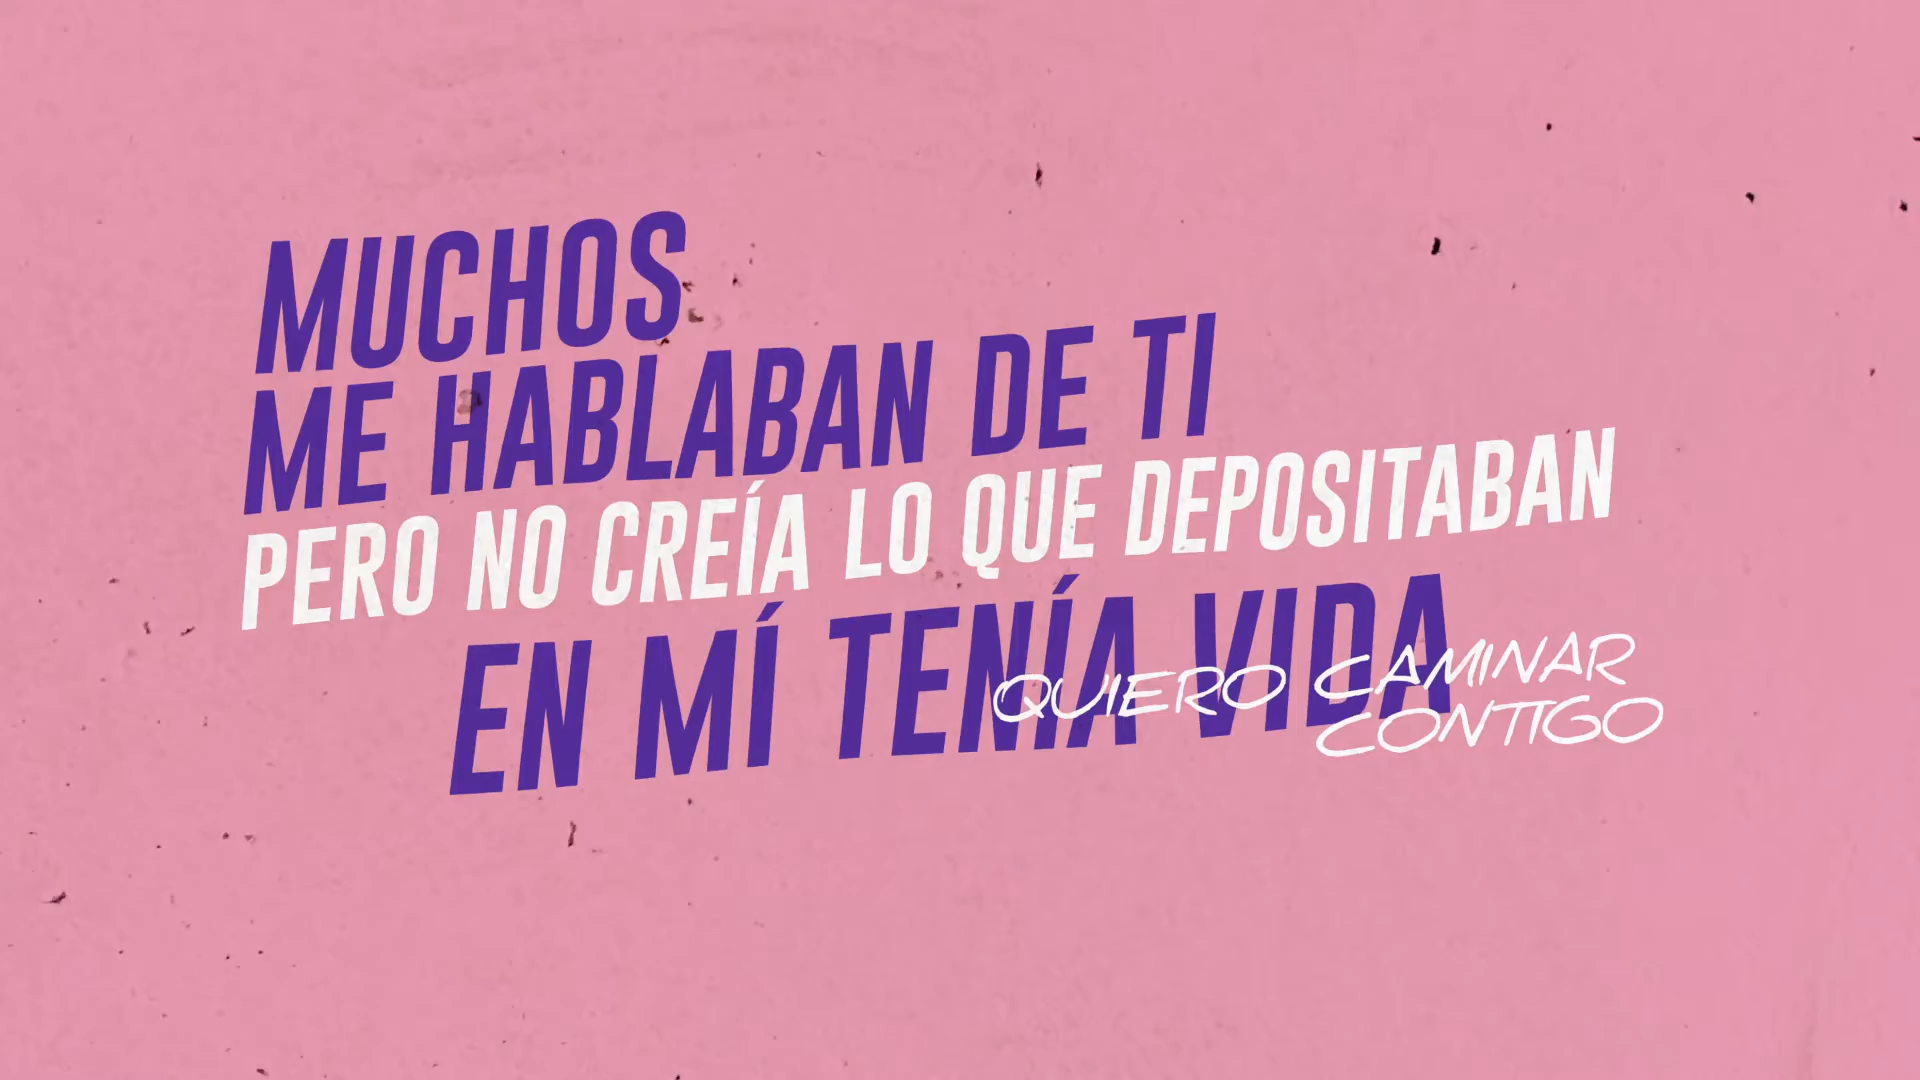 MUCHOS
ME HABLABAN DE TI
PERO NO CREÍA LO QUE DEPOSITABAN
EN MÍ TENÍA VIDA
QUIERO CAMINAR
CONTIGO